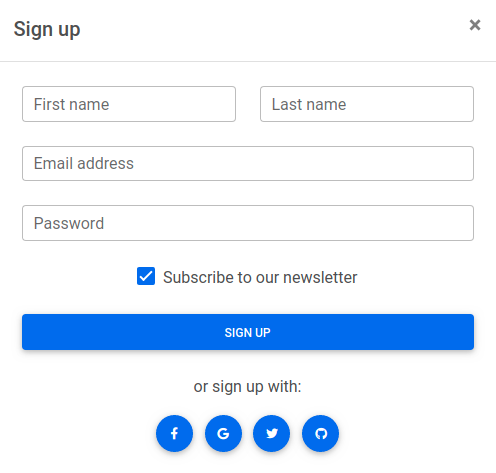 Sign up
First name
Last name
Email address
Password
Subscribe to our newsletter
SIGN UP
or sign up with: